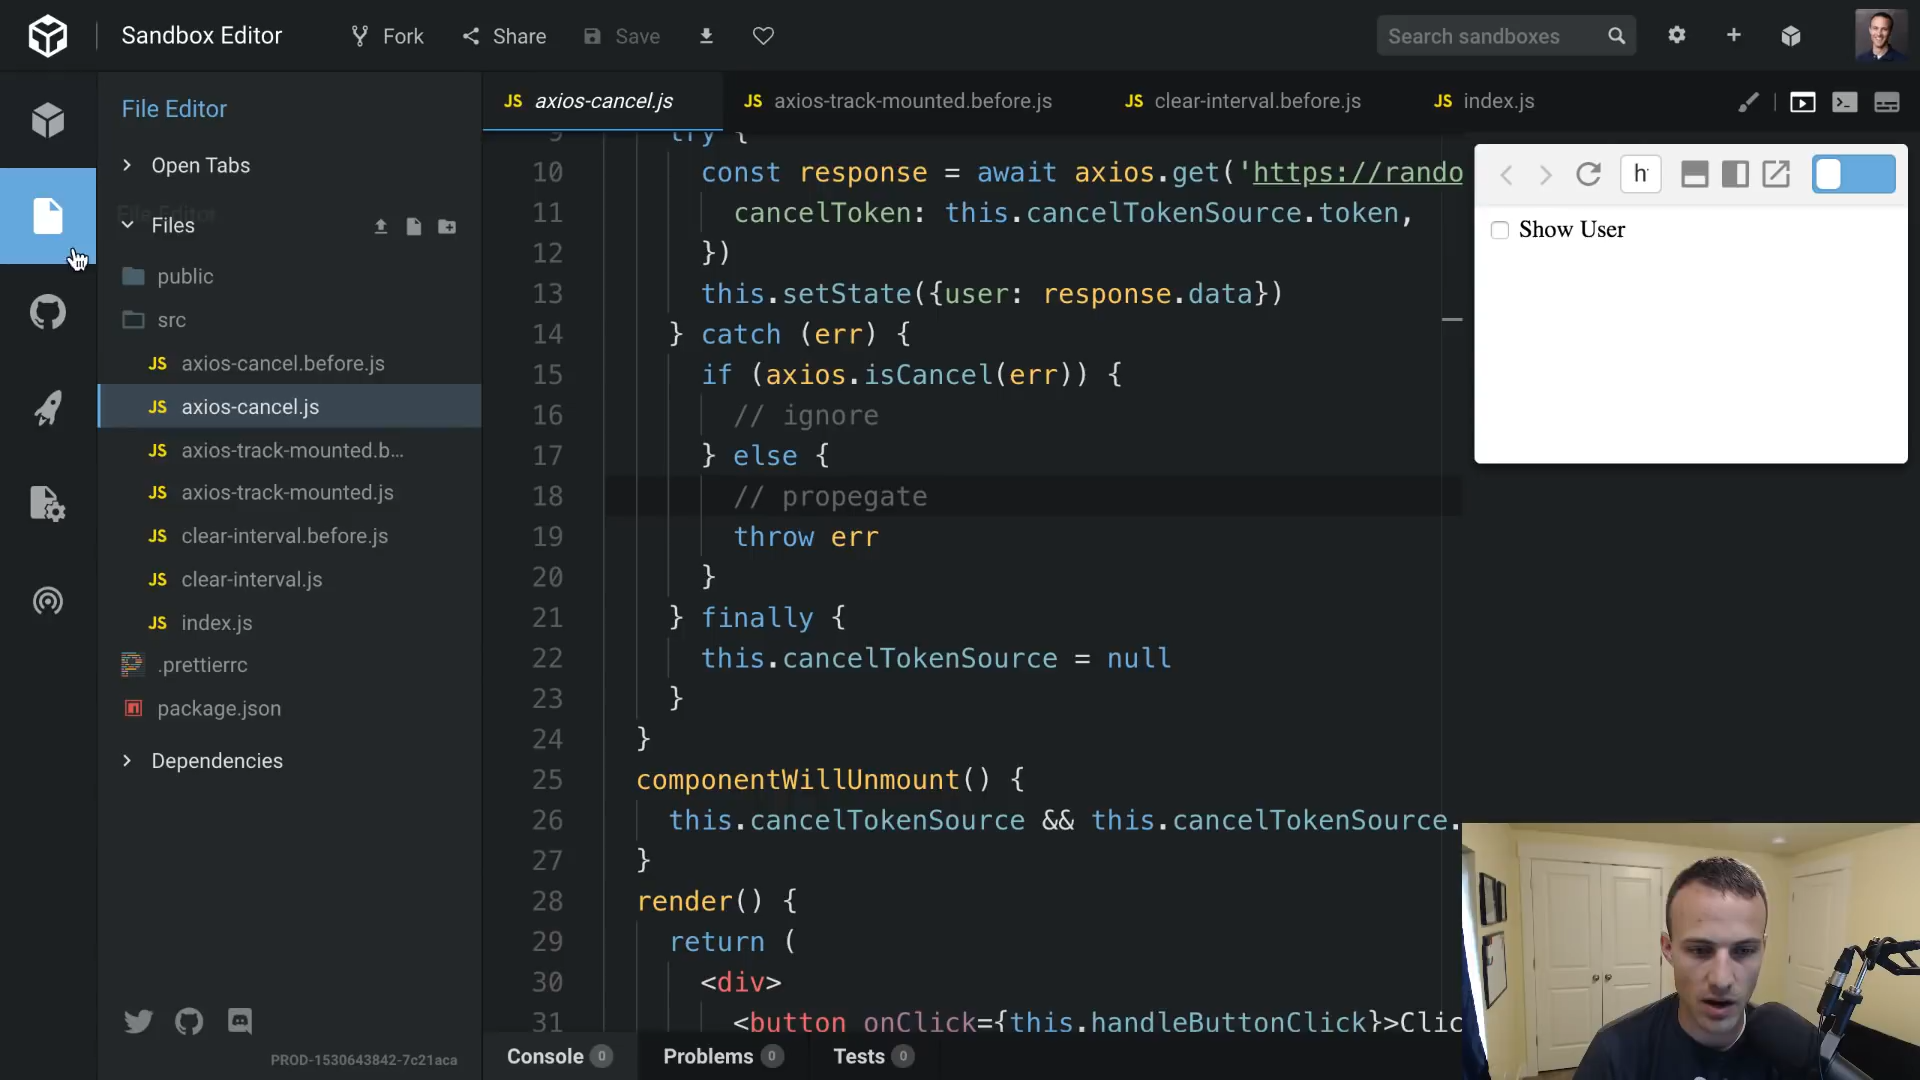 Sandbox Editor
Fork
Share
Save
Search sandboxes
File Editor
Open Tabs
File Editor
Files
public
src
JS axios-cancel.before.js
JS axios-cancel.js
JS axios-track-mounted.b...
JS axios-track-mounted.js
JS clear-interval.before.js
JS clear-interval.js
JS index.js
.prettierrc
package.json
Dependencies
PROD-1530643842-7c21aca
JS axios-cancel.js
JS axios-track-mounted.before.js
JS clear-interval.before.js
JS index.js
9 try {
10 const response = await axios.get('https://rando
11 cancelToken: this.cancelTokenSource.token,
12 })
13 this.setState({user: response.data})
14 } catch (err) {
15 if (axios.isCancel(err)) {
16 // ignore
17 } else {
18 // propegate
19 throw err
20 }
21 } finally {
22 this.cancelTokenSource = null
23 }
24 }
25 componentWillUnmount() {
26 this.cancelTokenSource && this.cancelTokenSource.
27 }
28 render() {
29 return (
30 <div>
31 <button onClick={this.handleButtonClick}>Clic
Console 0
Problems 0
Tests 0
h
Show User